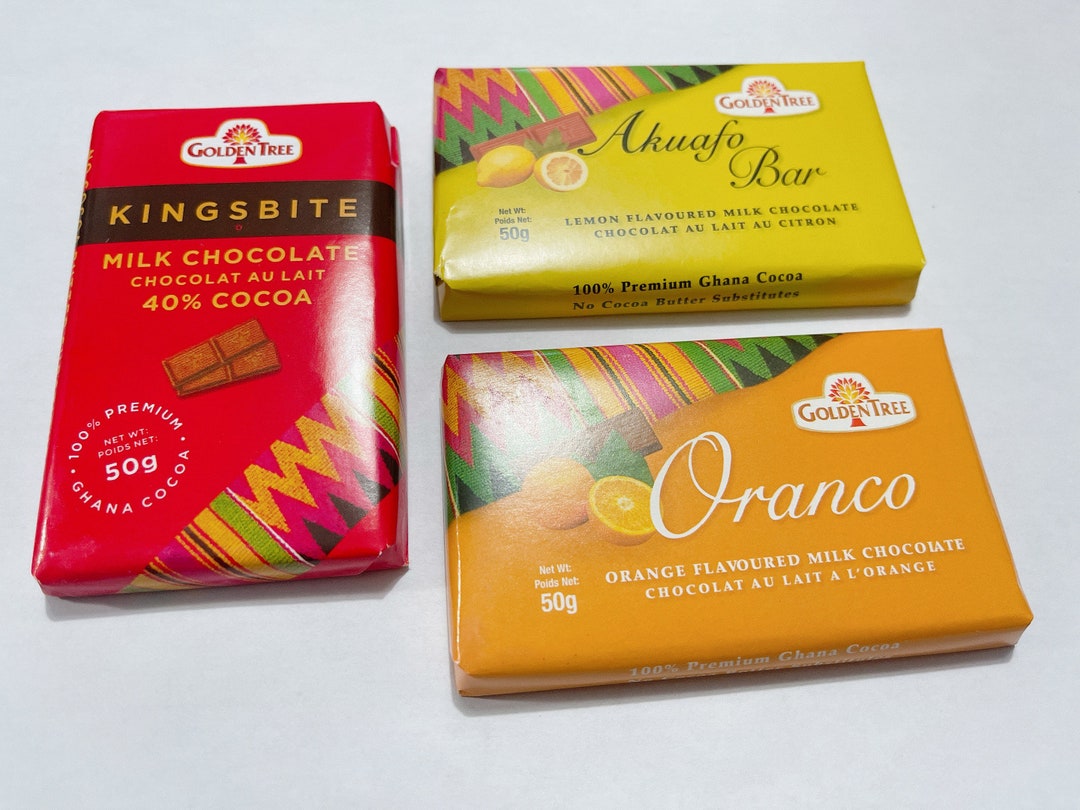 GOLDEN TREE
KINGSBITE
MILK CHOCOLATE
CHOCOLAT AU LAIT
40% COCOA
100% PREMIUM
NET WT:
POIDS NET:
50g
GHANA COCOA
GOLDEN TREE
Akuafo
Bar
Net Wt:
Poids Net:
50g
LEMON FLAVOURED MILK CHOCOLATE
CHOCOLAT AU LAIT AU CITRON
100% Premium Ghana Cocoa
No Cocoa Butter Substitutes
GOLDEN TREE
Oranco
Net Wt:
Poids Net:
50g
ORANGE FLAVOURED MILK CHOCOLATE
CHOCOLAT AU LAIT A L'ORANGE
100% Premium Ghana Cocoa